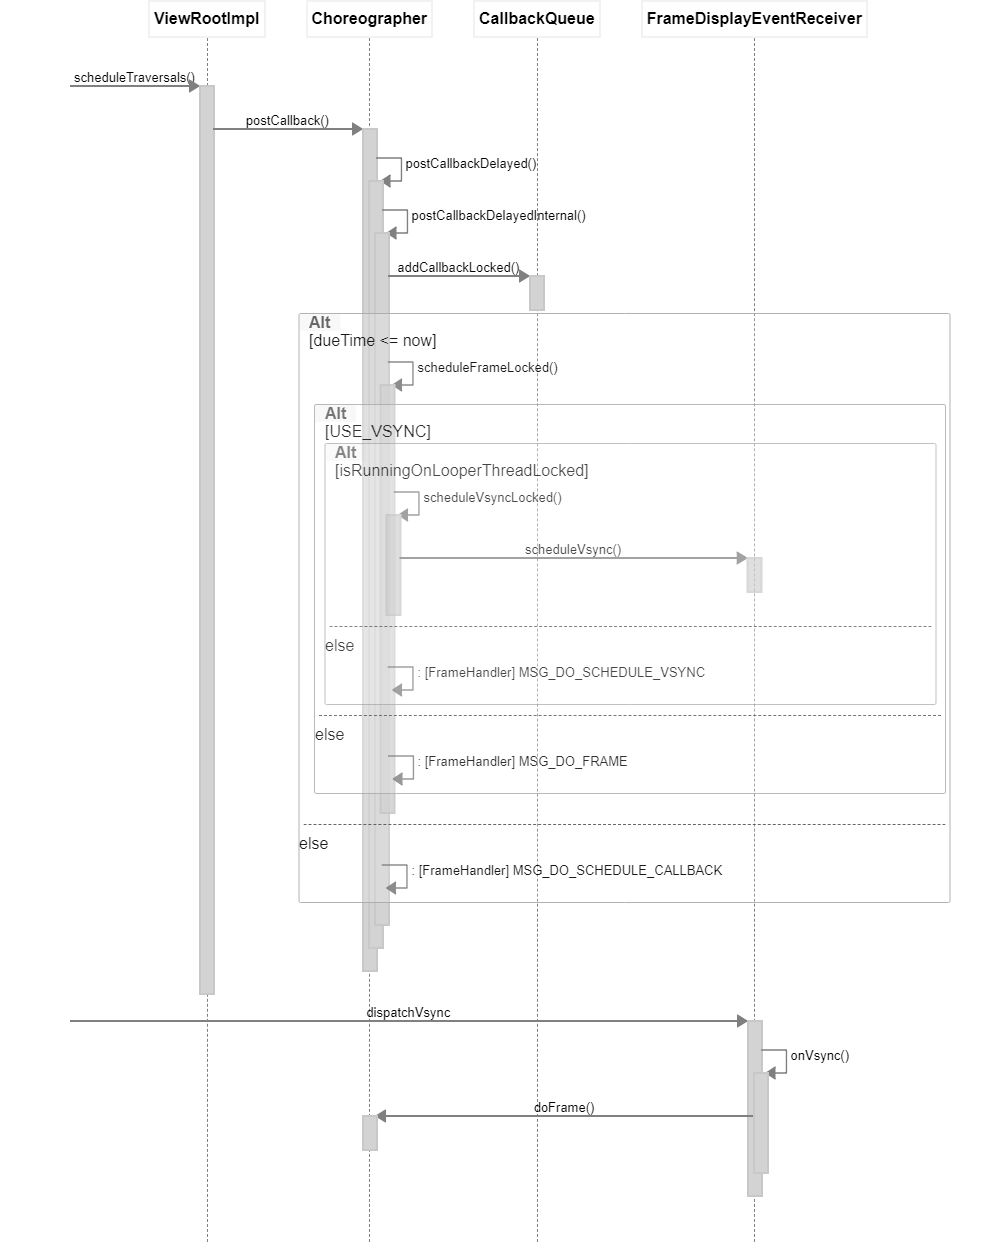 ViewRootImpl
Choreographer
CallbackQueue
FrameDisplayEventReceiver
scheduleTraversals()
postCallback()
postCallbackDelayed()
postCallbackDelayedInternal()
addCallbackLocked()
Alt
[dueTime <= now]
scheduleFrameLocked()
Alt
[USE_VSYNC]
Alt
[isRunningOnLooperThreadLocked]
scheduleVsyncLocked()
scheduleVsync()
else
: [FrameHandler] MSG_DO_SCHEDULE_VSYNC
else
: [FrameHandler] MSG_DO_FRAME
else
: [FrameHandler] MSG_DO_SCHEDULE_CALLBACK
dispatchVsync
onVsync()
doFrame()